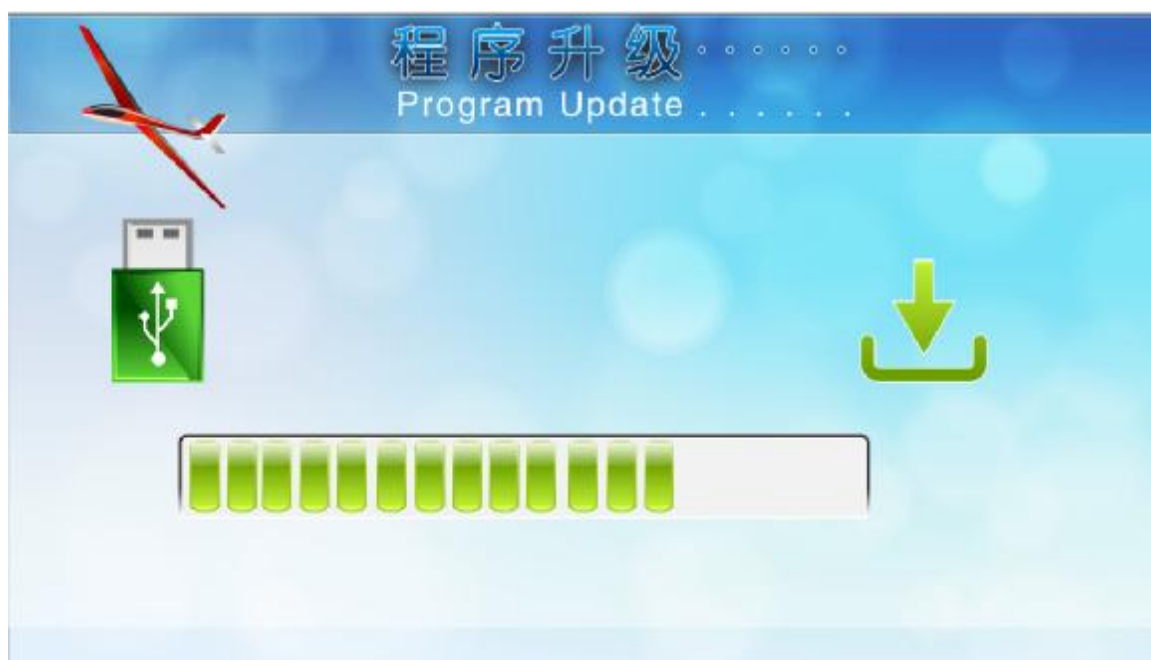 程序升级······
Program Update . . . . . .